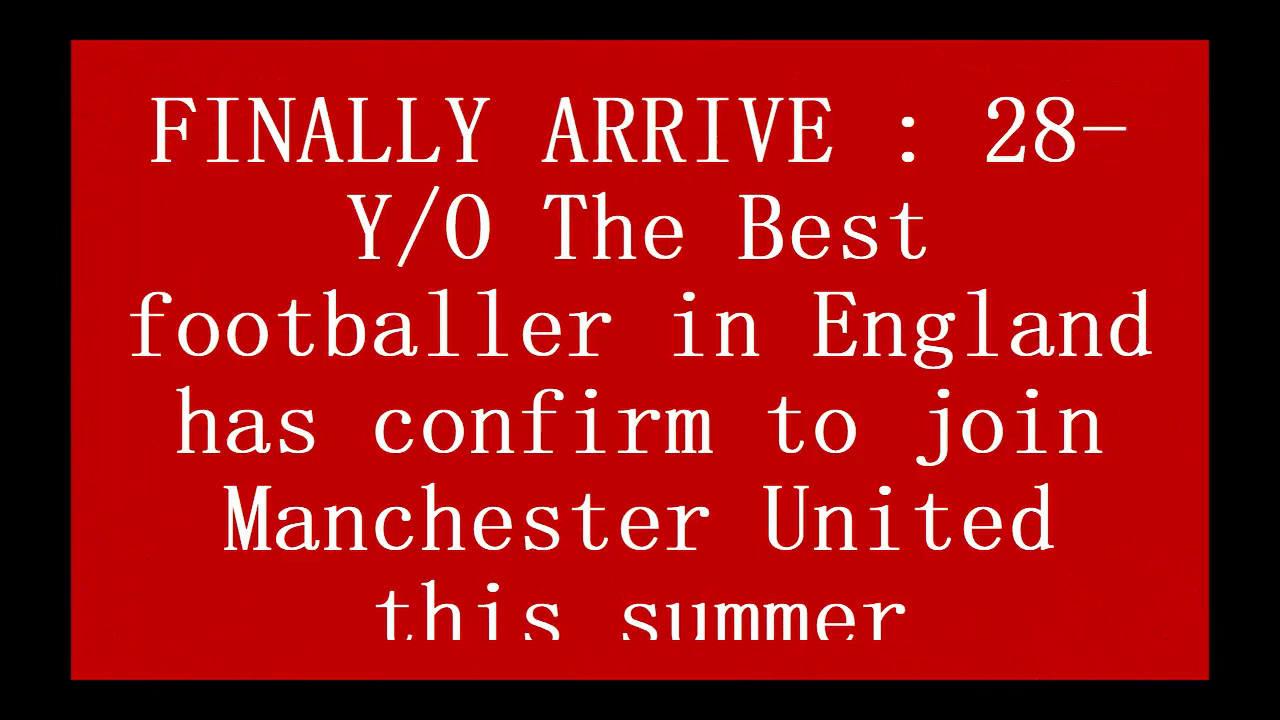 FINALLY ARRIVE : 28-
Y/O The Best
footballer in England
has confirm to join
Manchester United
this summer